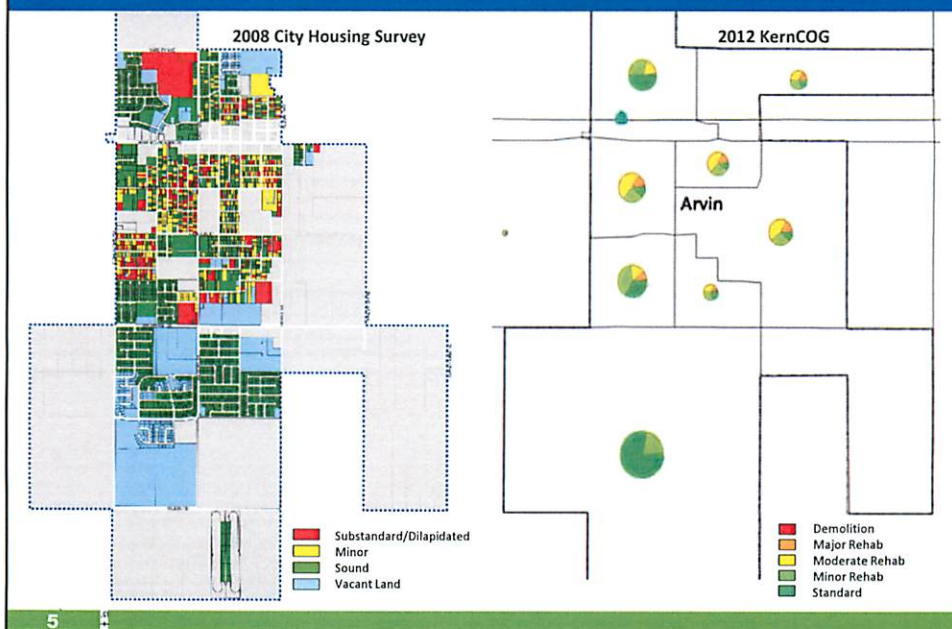 2008 City Housing Survey
2012 KernCOG
Arvin
Substandard/Dilapidated
Minor
Sound
Vacant Land
Demolition
Major Rehab
Moderate Rehab
Minor Rehab
Standard
5